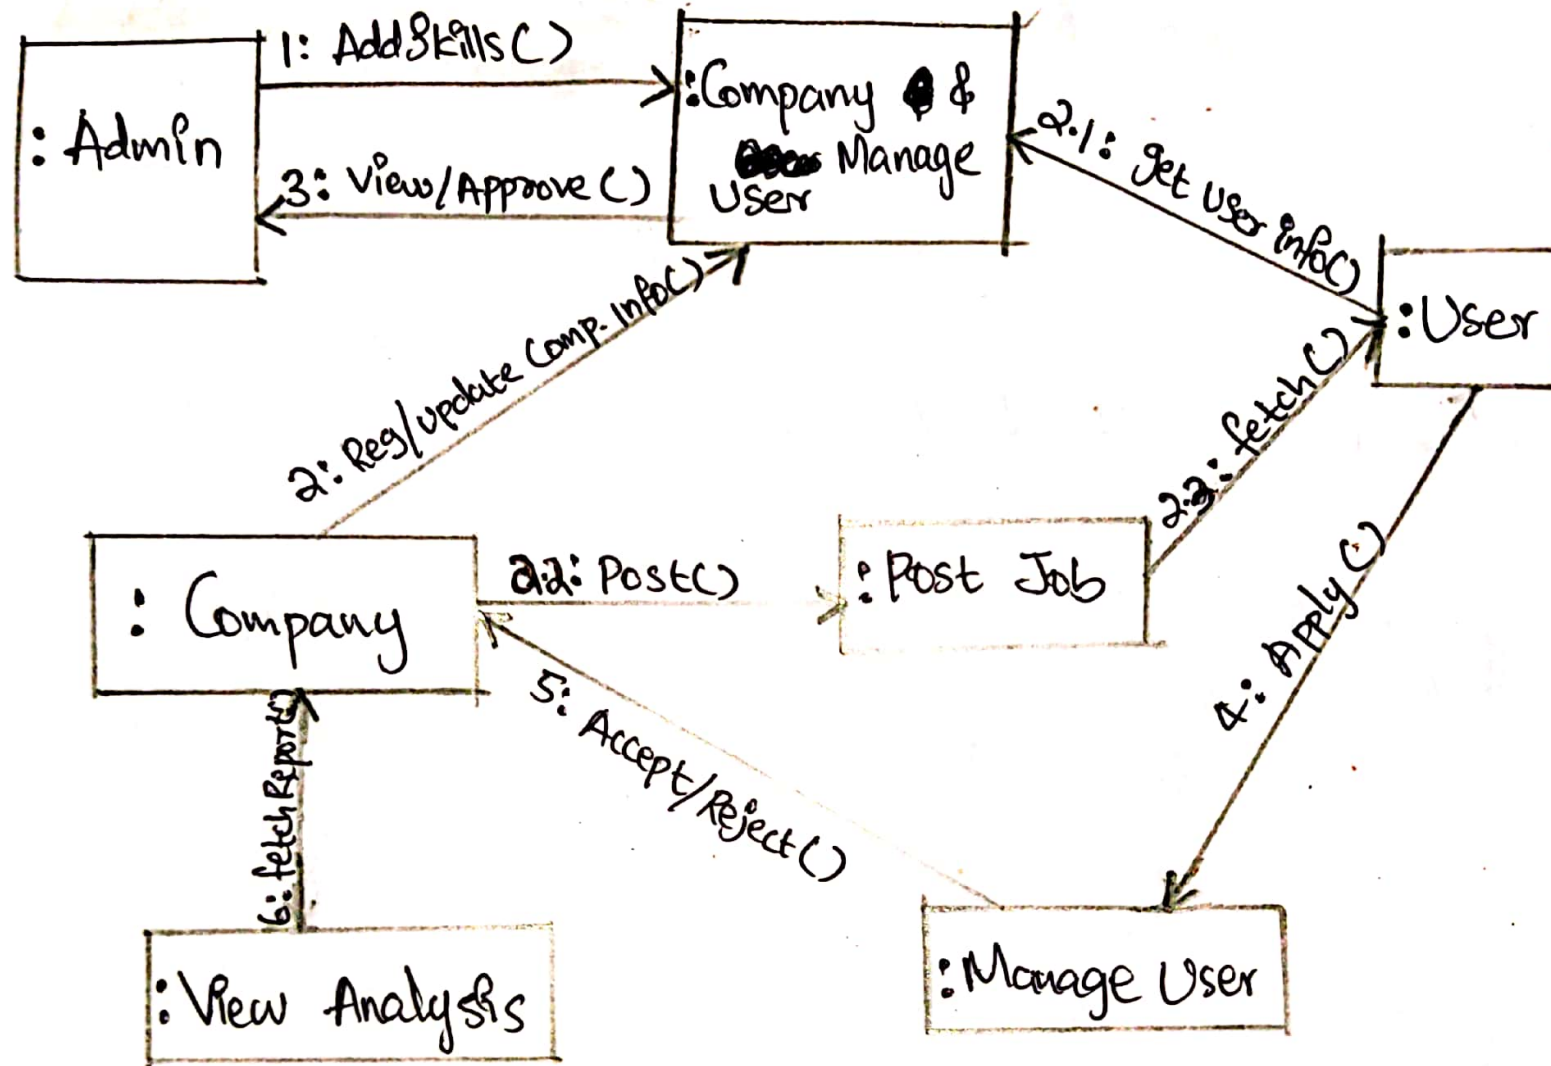 1: AddSkills()
: Admin
:Company &
Manage
User
3: View/Approve()
2.1: get user info()
:User
2: Reg/update Comp. Info()
2.2: fetch()
: Company
2.2: Post()
: Post Job
4: Apply()
5: Accept/Reject()
6: fetchReport()
:View Analysis
:Manage User